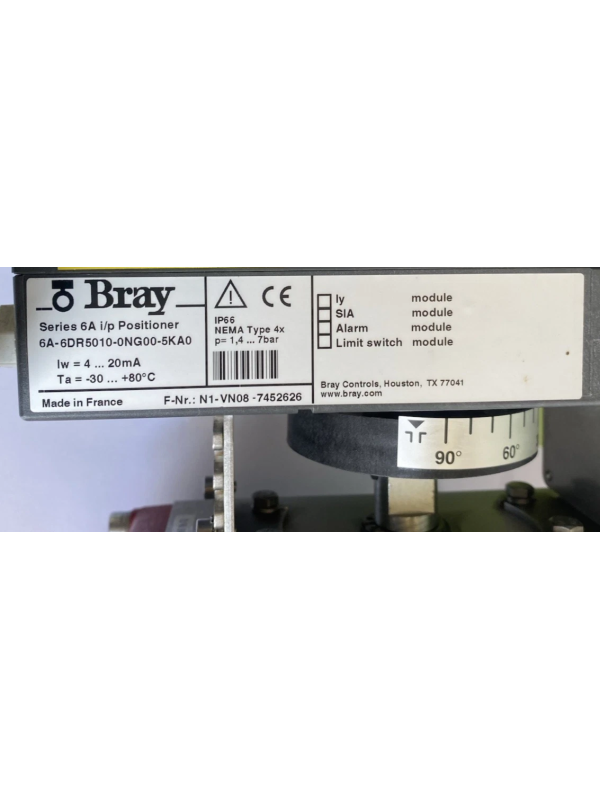 Bray
Series 6A i/p Positioner
6A-6DR5010-0NG00-5KA0
Iw = 4 ... 20mA
Ta = -30 ... +80°C
Made in France
F-Nr.: N1-VN08 -7452626
CE
IP66
NEMA Type 4x
p= 1,4 ... 7bar
Iy module
SIA module
Alarm module
Limit switch module
Bray Controls, Houston, TX 77041
www.bray.com
90° 60°